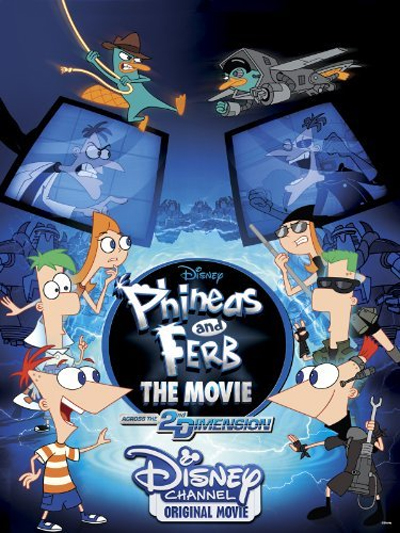 Disney
Phineas
and
Ferb
THE MOVIE
ACROSS THE 2ND DIMENSION
Disney
CHANNEL
ORIGINAL MOVIE